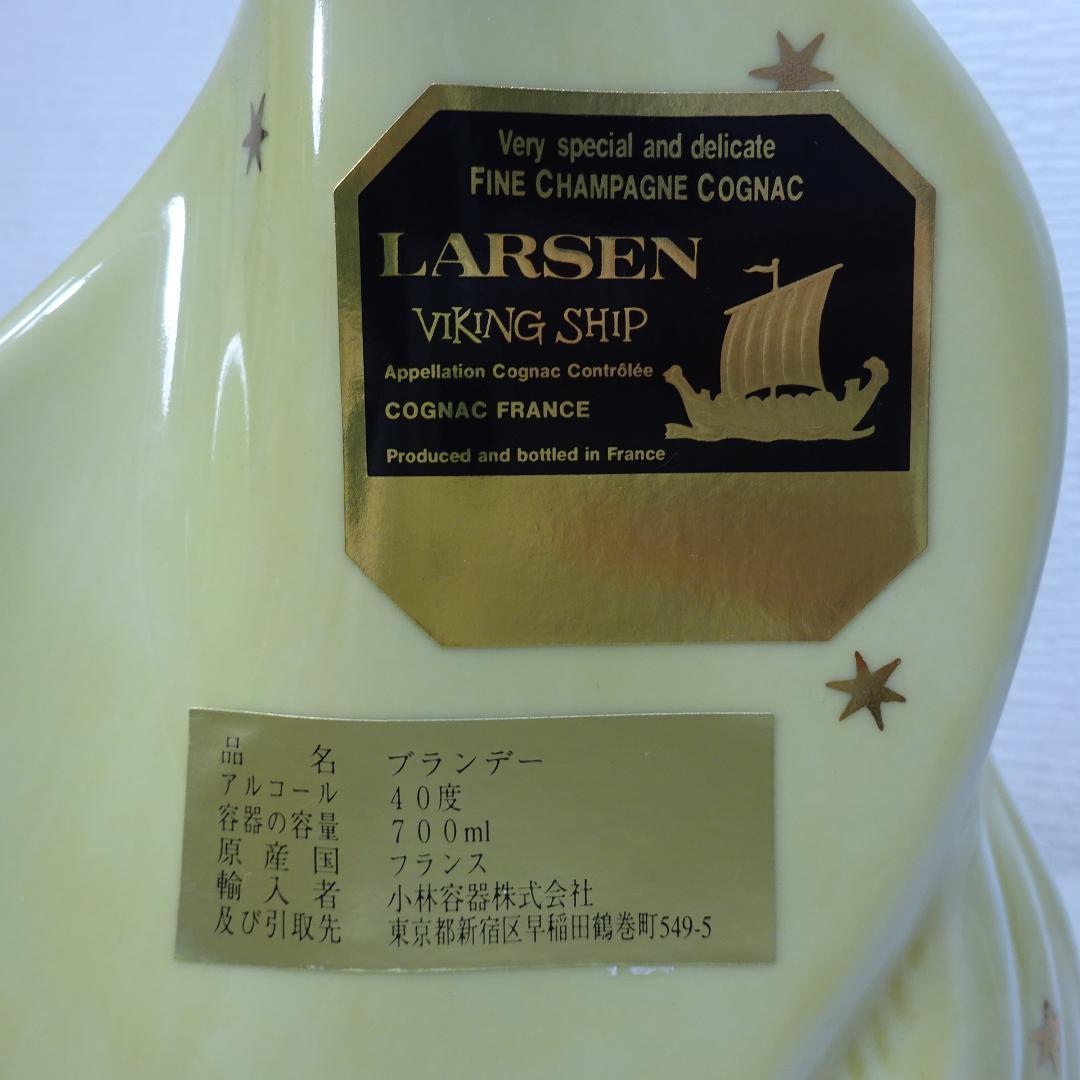 Very special and delicate
FINE CHAMPAGNE COGNAC
LARSEN
VIKING SHIP
Appellation Cognac Contrôlée
COGNAC FRANCE
Produced and bottled in France
品名 ブランデー
アルコール 40度
容器の容量 700ml
原産国 フランス
輸入者 小林容器株式会社
及び引取先 東京都新宿区早稲田鶴巻町549-5